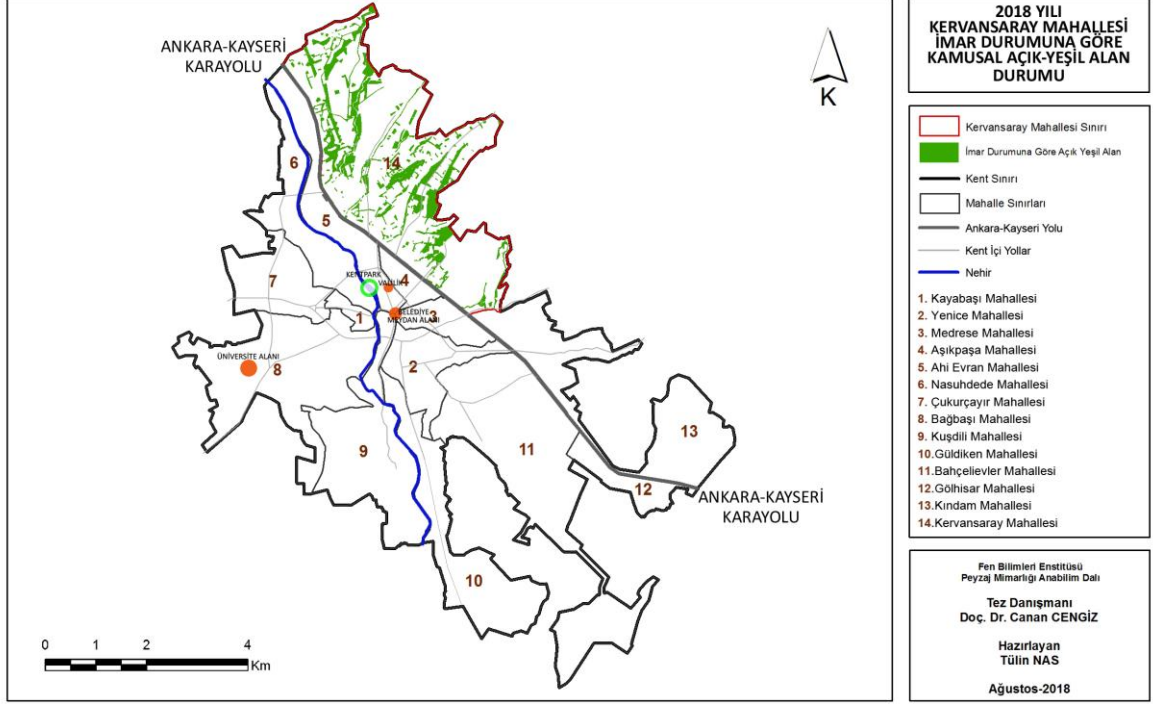 ANKARA-KAYSERİ
KARAYOLU
K
6
14
5
7
KENTPARK
VALİLİK
4
BELEDİYE
MEYDAN ALANI
1
3
ÜNİVERSİTE ALANI
8
2
9
11
13
12
ANKARA-KAYSERİ
KARAYOLU
10
0 1 2 4
Km
2018 YILI
KERVANSARAY MAHALLESİ
İMAR DURUMUNA GÖRE
KAMUSAL AÇIK-YEŞİL ALAN
DURUMU
Kervansaray Mahallesi Sınırı
İmar Durumuna Göre Açık Yeşil Alan
Kent Sınırı
Mahalle Sınırları
Ankara-Kayseri Yolu
Kent İçi Yollar
Nehir
1. Kayabaşı Mahallesi
2. Yenice Mahallesi
3. Medrese Mahallesi
4. Aşıkpaşa Mahallesi
5. Ahi Evran Mahallesi
6. Nasuhdede Mahallesi
7. Çukurçayır Mahallesi
8. Bağbaşı Mahallesi
9. Kuşdili Mahallesi
10.Güldiken Mahallesi
11.Bahçelievler Mahallesi
12.Gölhisar Mahallesi
13.Kındam Mahallesi
14.Kervansaray Mahallesi
Fen Bilimleri Enstitüsü
Peyzaj Mimarlığı Anabilim Dalı
Tez Danışmanı
Doç. Dr. Canan CENGİZ
Hazırlayan
Tülin NAS
Ağustos-2018